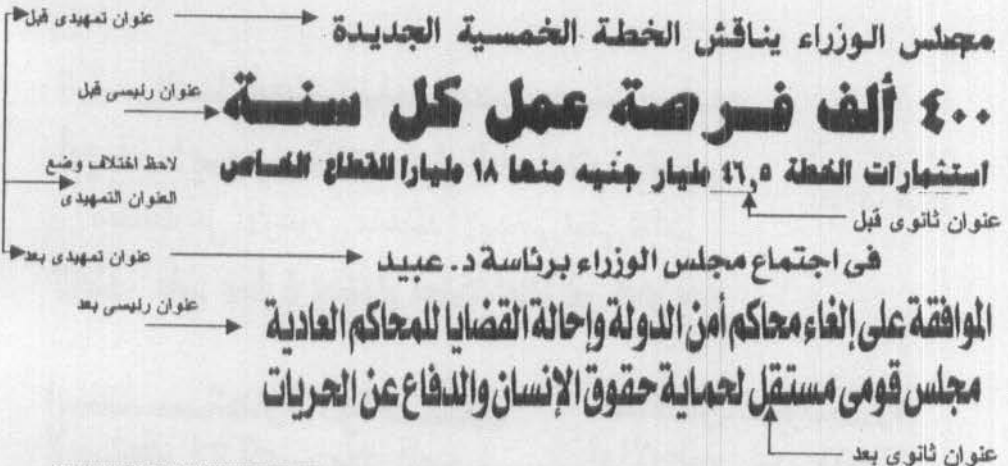 عنوان تمهيدى قبل
مجلس الوزراء يناقش الخطة الخمسية الجديدة
عنوان رئيسى قبل
٤٠٠ ألف فرصة عمل كل سنة
استثمارات الخطة ٤٦,٥ مليار جنيه منها ١٨ مليارا للقطاع الخاص
لاحظ اختلاف وضع
العنوان التمهيدى
عنوان ثانوى قبل
عنوان تمهيدى بعد
فى اجتماع مجلس الوزراء برئاسة د. عبيد
عنوان رئيسى بعد
الموافقة على إلغاء محاكم أمن الدولة وإحالة القضايا للمحاكم العادية
مجلس قومى مستقل لحماية حقوق الإنسان والدفاع عن الحريات
عنوان ثانوى بعد